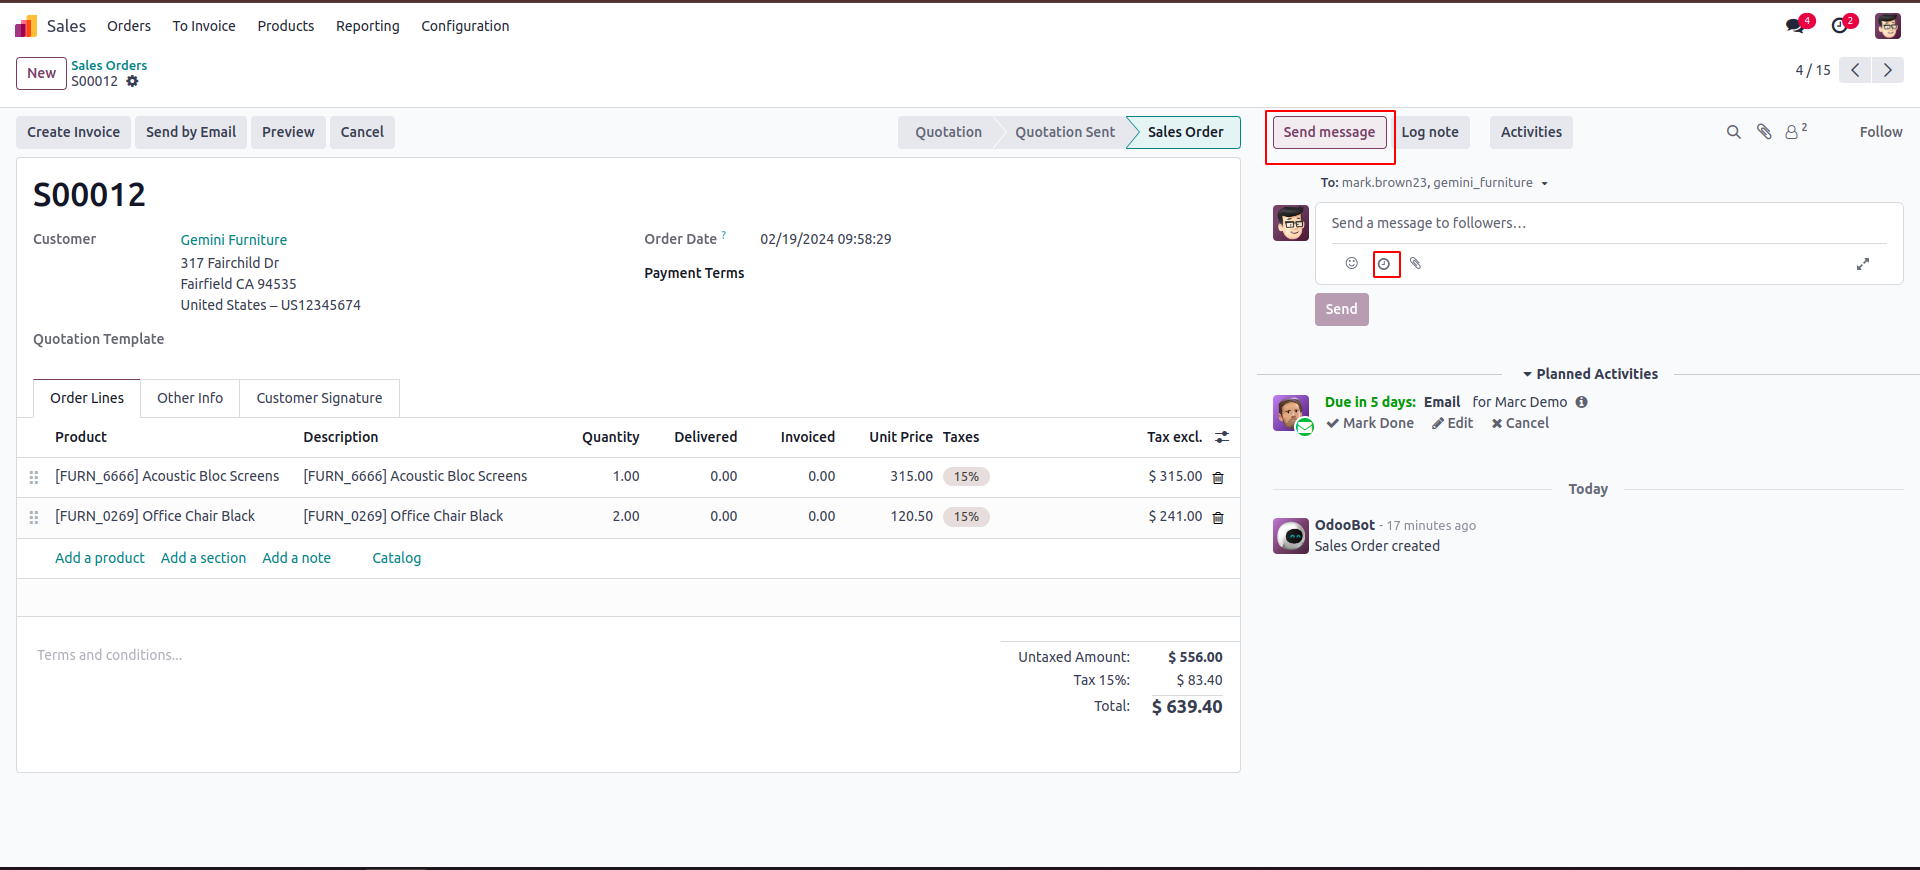 Sales Orders To Invoice Products Reporting Configuration 4 2
New Sales Orders
S00012
4 / 15
Create Invoice Send by Email Preview Cancel Quotation Quotation Sent Sales Order Send message Log note Activities 2 Follow
S00012
Customer Gemini Furniture
317 Fairchild Dr
Fairfield CA 94535
United States – US12345674
Order Date ? 02/19/2024 09:58:29
Payment Terms
Quotation Template
Order Lines Other Info Customer Signature
Product Description Quantity Delivered Invoiced Unit Price Taxes Tax excl.
[FURN_6666] Acoustic Bloc Screens [FURN_6666] Acoustic Bloc Screens 1.00 0.00 0.00 315.00 15% $ 315.00
[FURN_0269] Office Chair Black [FURN_0269] Office Chair Black 2.00 0.00 0.00 120.50 15% $ 241.00
Add a product Add a section Add a note Catalog
Terms and conditions...
Untaxed Amount: $ 556.00
Tax 15%: $ 83.40
Total: $ 639.40
To: mark.brown23, gemini_furniture
Send a message to followers…
Send
Planned Activities
Due in 5 days: Email for Marc Demo
Mark Done Edit Cancel
Today
OdooBot - 17 minutes ago
Sales Order created